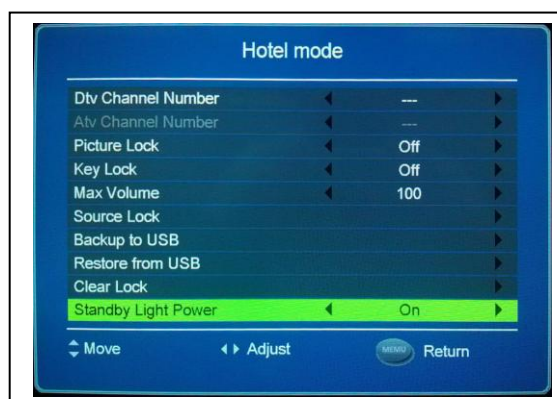 Hotel mode
Dtv Channel Number --- 
Atv Channel Number ---
Picture Lock Off
Key Lock Off
Max Volume 100
Source Lock
Backup to USB
Restore from USB
Clear Lock
Standby Light Power On
Move Adjust MENU Return